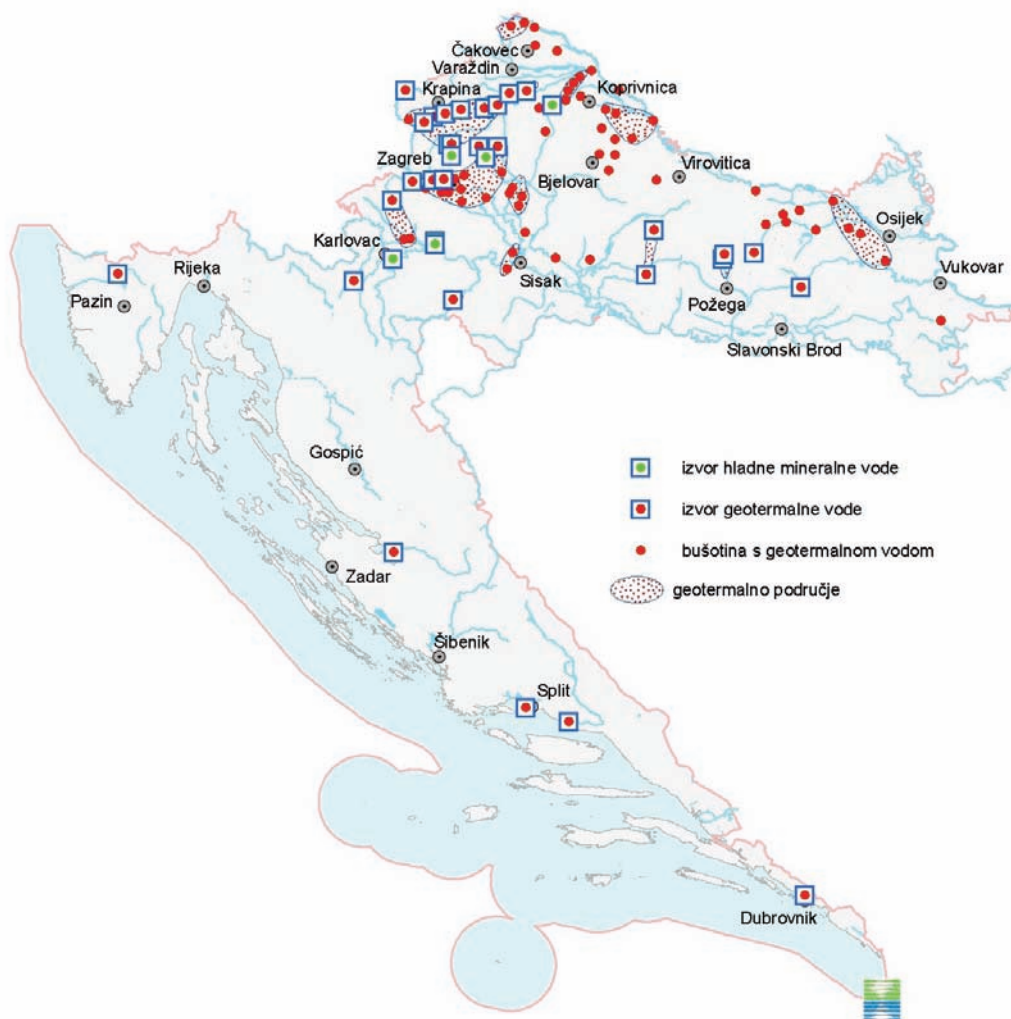 Čakovec
Varaždin
Krapina
Koprivnica
Zagreb
Bjelovar
Virovitica
Osijek
Karlovac
Sisak
Vukovar
Rijeka
Pazin
Požega
Slavonski Brod
Gospić
izvor hladne mineralne vode
izvor geotermalne vode
bušotina s geotermalnom vodom
geotermalno područje
Zadar
Šibenik
Split
Dubrovnik